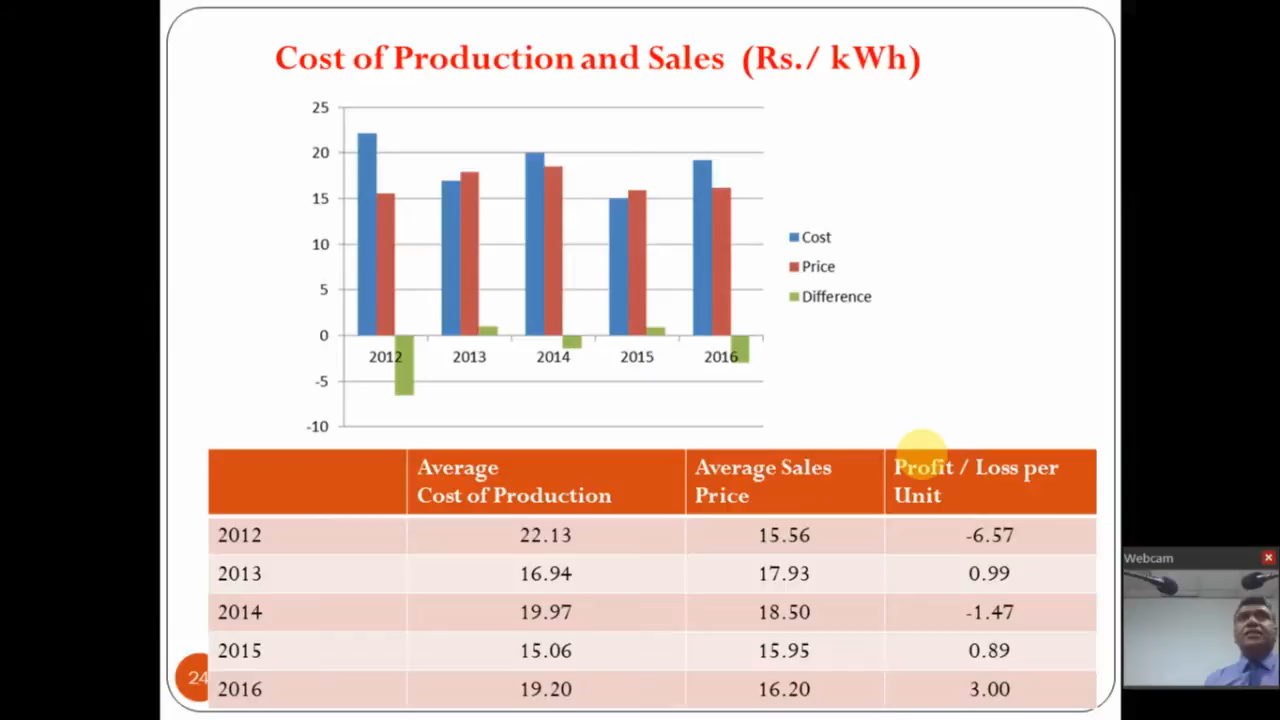 Cost of Production and Sales (Rs./ kWh)
25
20
15
10
5
0
-5
-10
2012 2013 2014 2015 2016
Cost
Price
Difference
Average
Cost of Production
Average Sales
Price
Profit / Loss per
Unit
2012 22.13 15.56 -6.57
2013 16.94 17.93 0.99
2014 19.97 18.50 -1.47
2015 15.06 15.95 0.89
2016 19.20 16.20 3.00
24
Webcam